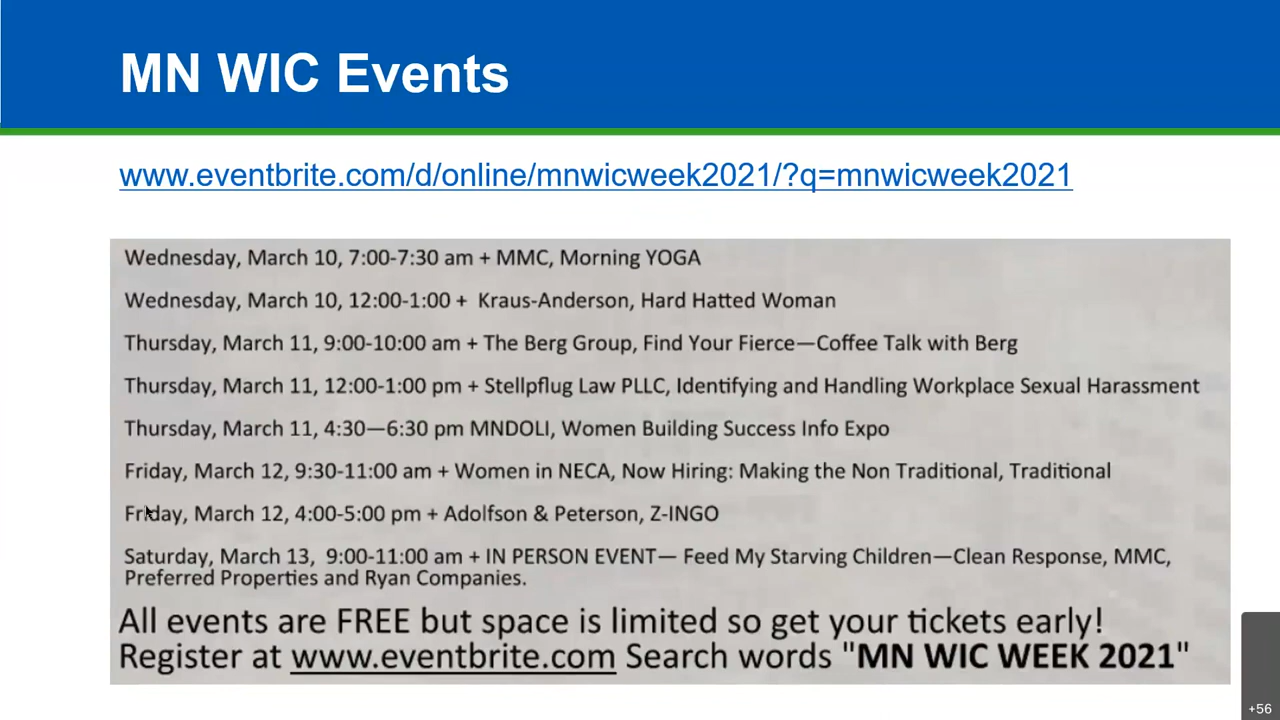 MN WIC Events
www.eventbrite.com/d/online/mnwicweek2021/?q=mnwicweek2021
Wednesday, March 10, 7:00-7:30 am + MMC, Morning YOGA
Wednesday, March 10, 12:00-1:00 + Kraus-Anderson, Hard Hatted Woman
Thursday, March 11, 9:00-10:00 am + The Berg Group, Find Your Fierce—Coffee Talk with Berg
Thursday, March 11, 12:00-1:00 pm + Stellpflug Law PLLC, Identifying and Handling Workplace Sexual Harassment
Thursday, March 11, 4:30—6:30 pm MNDOLI, Women Building Success Info Expo
Friday, March 12, 9:30-11:00 am + Women in NECA, Now Hiring: Making the Non Traditional, Traditional
Friday, March 12, 4:00-5:00 pm + Adolfson & Peterson, Z-INGO
Saturday, March 13, 9:00-11:00 am + IN PERSON EVENT— Feed My Starving Children—Clean Response, MMC,
Preferred Properties and Ryan Companies.
All events are FREE but space is limited so get your tickets early!
Register at www.eventbrite.com Search words "MN WIC WEEK 2021"
+56